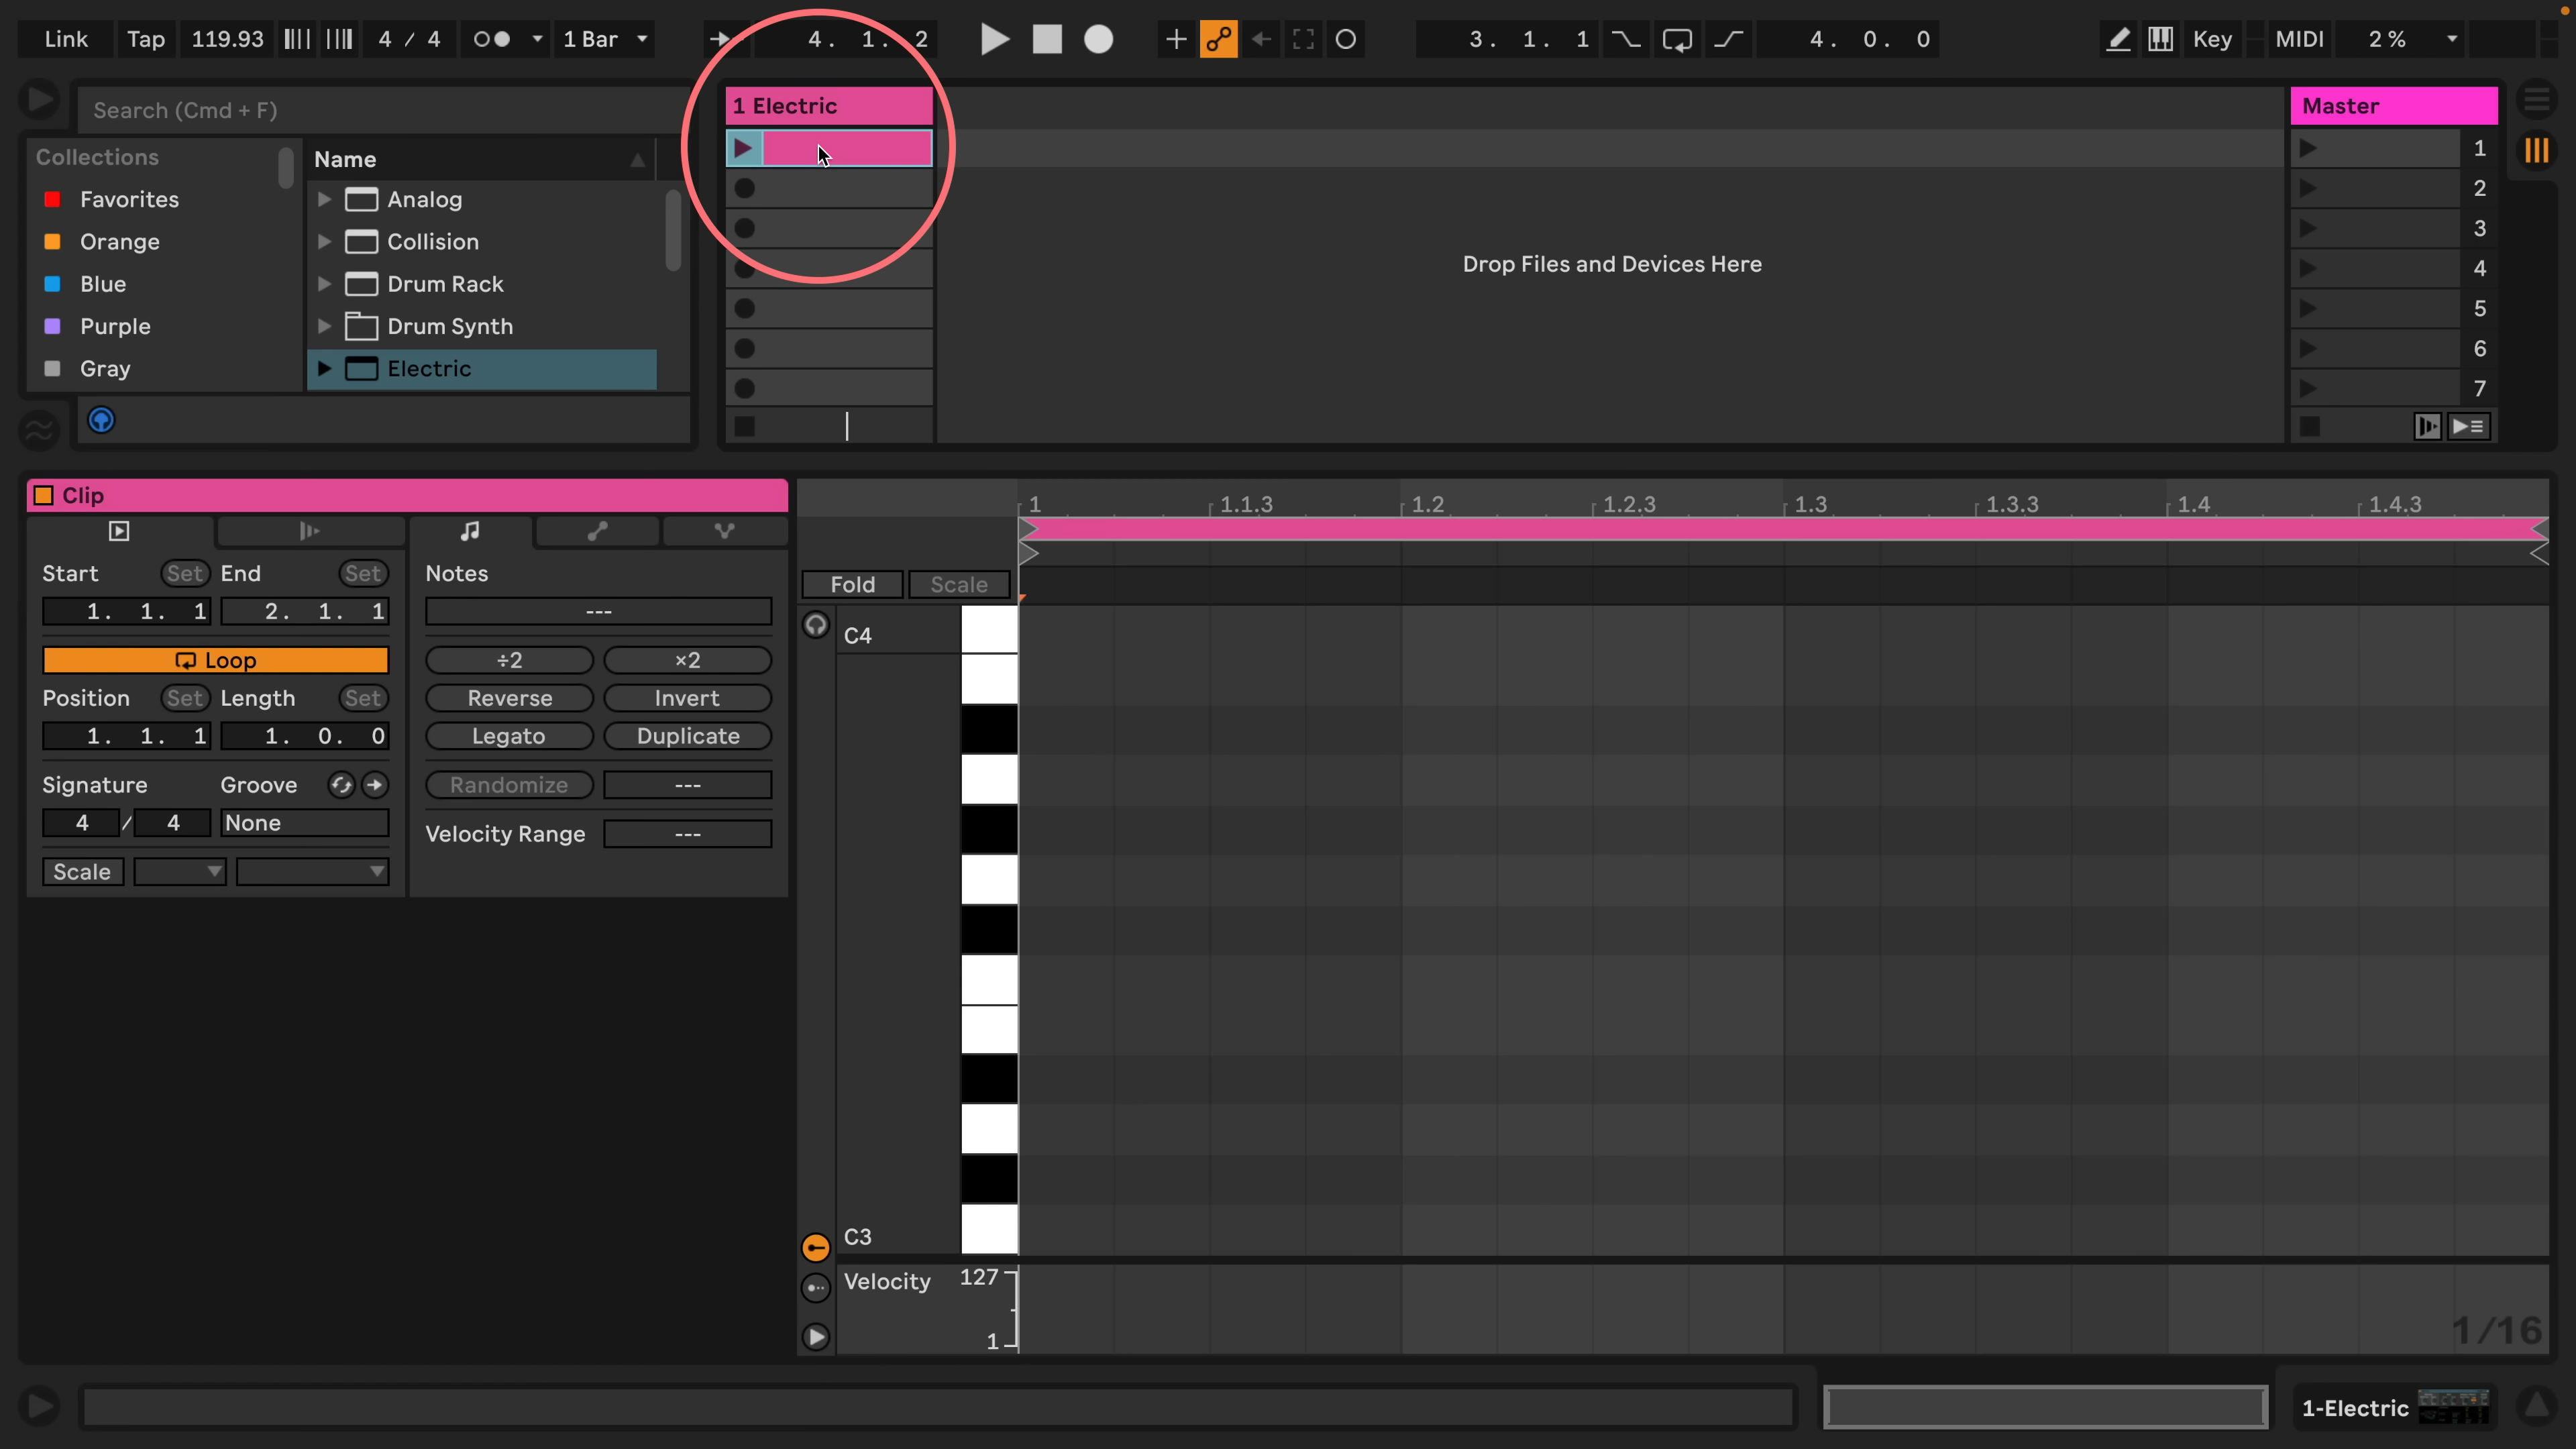 Link Tap 119.93 4 / 4 1 Bar 4. 1. 2 3. 1. 1 4. 0. 0 Key MIDI 2 %
Search (Cmd + F)
Collections
Favorites
Orange
Blue
Purple
Gray
Name
Analog
Collision
Drum Rack
Drum Synth
Electric
1 Electric
Drop Files and Devices Here
Master
1
2
3
4
5
6
7
Clip
Start Set End Set
1. 1. 1 2. 1. 1
Loop
Position Set Length Set
1. 1. 1 1. 0. 0
Signature Groove
4 / 4 None
Scale
Notes
---
÷2 ×2
Reverse Invert
Legato Duplicate
Randomize ---
Velocity Range ---
1 1.1.3 1.2 1.2.3 1.3 1.3.3 1.4 1.4.3
Fold Scale
C4
C3
Velocity 127
1
1/16
1-Electric